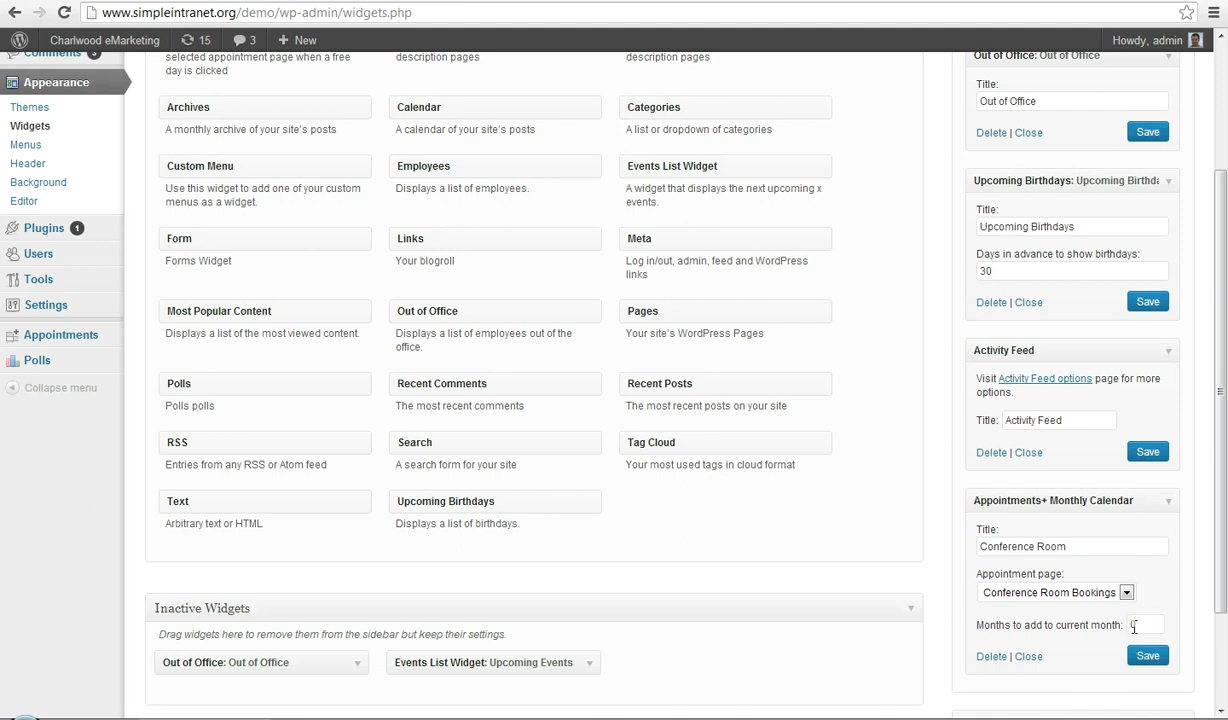 www.simpleintranet.org/demo/wp-admin/widgets.php
Charlwood eMarketing
15
3
+ New
Howdy, admin
Comments 3
Appearance
Themes
Widgets
Menus
Header
Background
Editor
Plugins 1
Users
Tools
Settings
Appointments
Polls
Collapse menu
selected appointment page when a free
day is clicked
description pages
description pages
Archives
A monthly archive of your site's posts
Calendar
A calendar of your site's posts
Categories
A list or dropdown of categories
Custom Menu
Use this widget to add one of your custom
menus as a widget.
Employees
Displays a list of employees.
Events List Widget
A widget that displays the next upcoming x
events.
Form
Forms Widget
Links
Your blogroll
Meta
Log in/out, admin, feed and WordPress
links
Most Popular Content
Displays a list of the most viewed content.
Out of Office
Displays a list of employees out of the
office.
Pages
Your site's WordPress Pages
Polls
Polls polls
Recent Comments
The most recent comments
Recent Posts
The most recent posts on your site
RSS
Entries from any RSS or Atom feed
Search
A search form for your site
Tag Cloud
Your most used tags in cloud format
Text
Arbitrary text or HTML
Upcoming Birthdays
Displays a list of birthdays.
Inactive Widgets
Drag widgets here to remove them from the sidebar but keep their settings.
Out of Office: Out of Office
Events List Widget: Upcoming Events
Out of Office: Out of Office
Title:
Out of Office
Delete | Close
Save
Upcoming Birthdays: Upcoming Birthda
Title:
Upcoming Birthdays
Days in advance to show birthdays:
30
Delete | Close
Save
Activity Feed
Visit Activity Feed options page for more
options.
Title: Activity Feed
Delete | Close
Save
Appointments+ Monthly Calendar
Title:
Conference Room
Appointment page:
Conference Room Bookings
Months to add to current month:
Delete | Close
Save